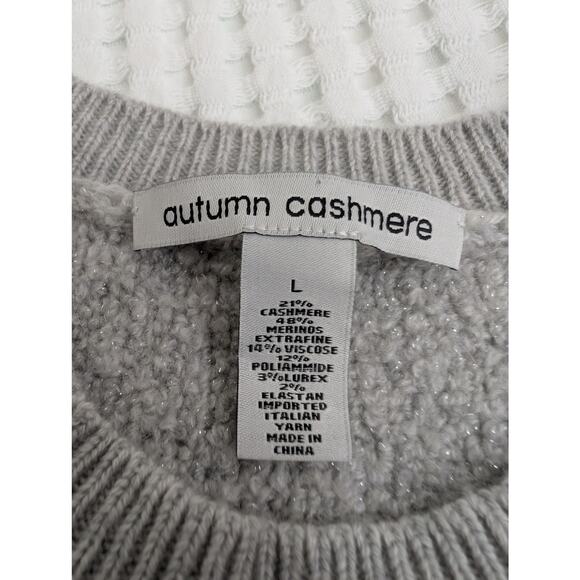 autumn cashmere
L
21%
CASHMERE
48%
MERINOS
EXTRAFINE
14% VISCOSE
12%
POLIAMMIDE
3%LUREX
2%
ELASTAN
IMPORTED
ITALIAN
YARN
MADE IN
CHINA